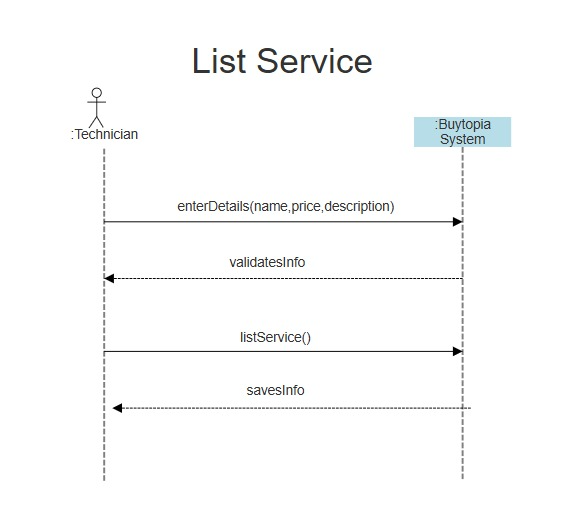 List Service
:Technician
:Buytopia
System
enterDetails(name,price,description)
validatesInfo
listService()
savesInfo